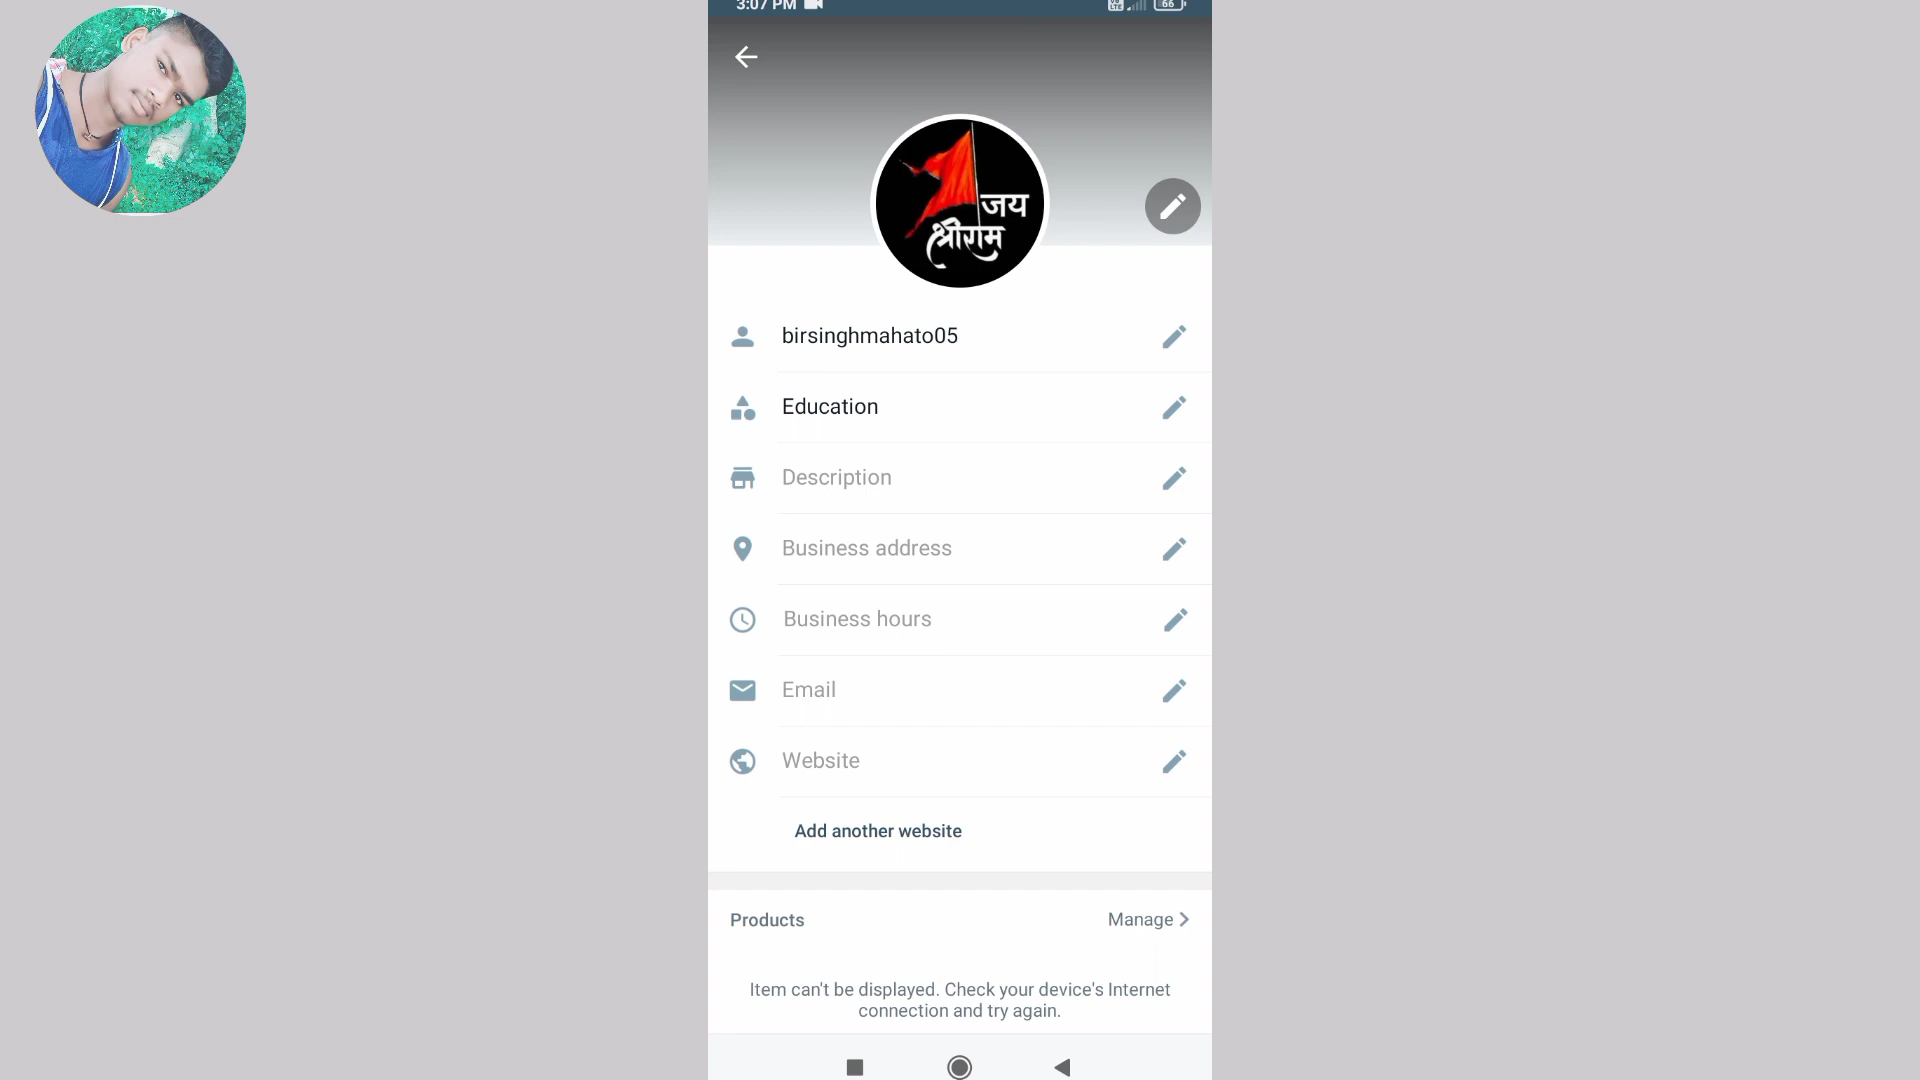 3:07 PM
66
जय
श्रीराम
birsinghmahato05
Education
Description
Business address
Business hours
Email
Website
Add another website
Products
Manage
Item can't be displayed. Check your device's Internet
connection and try again.